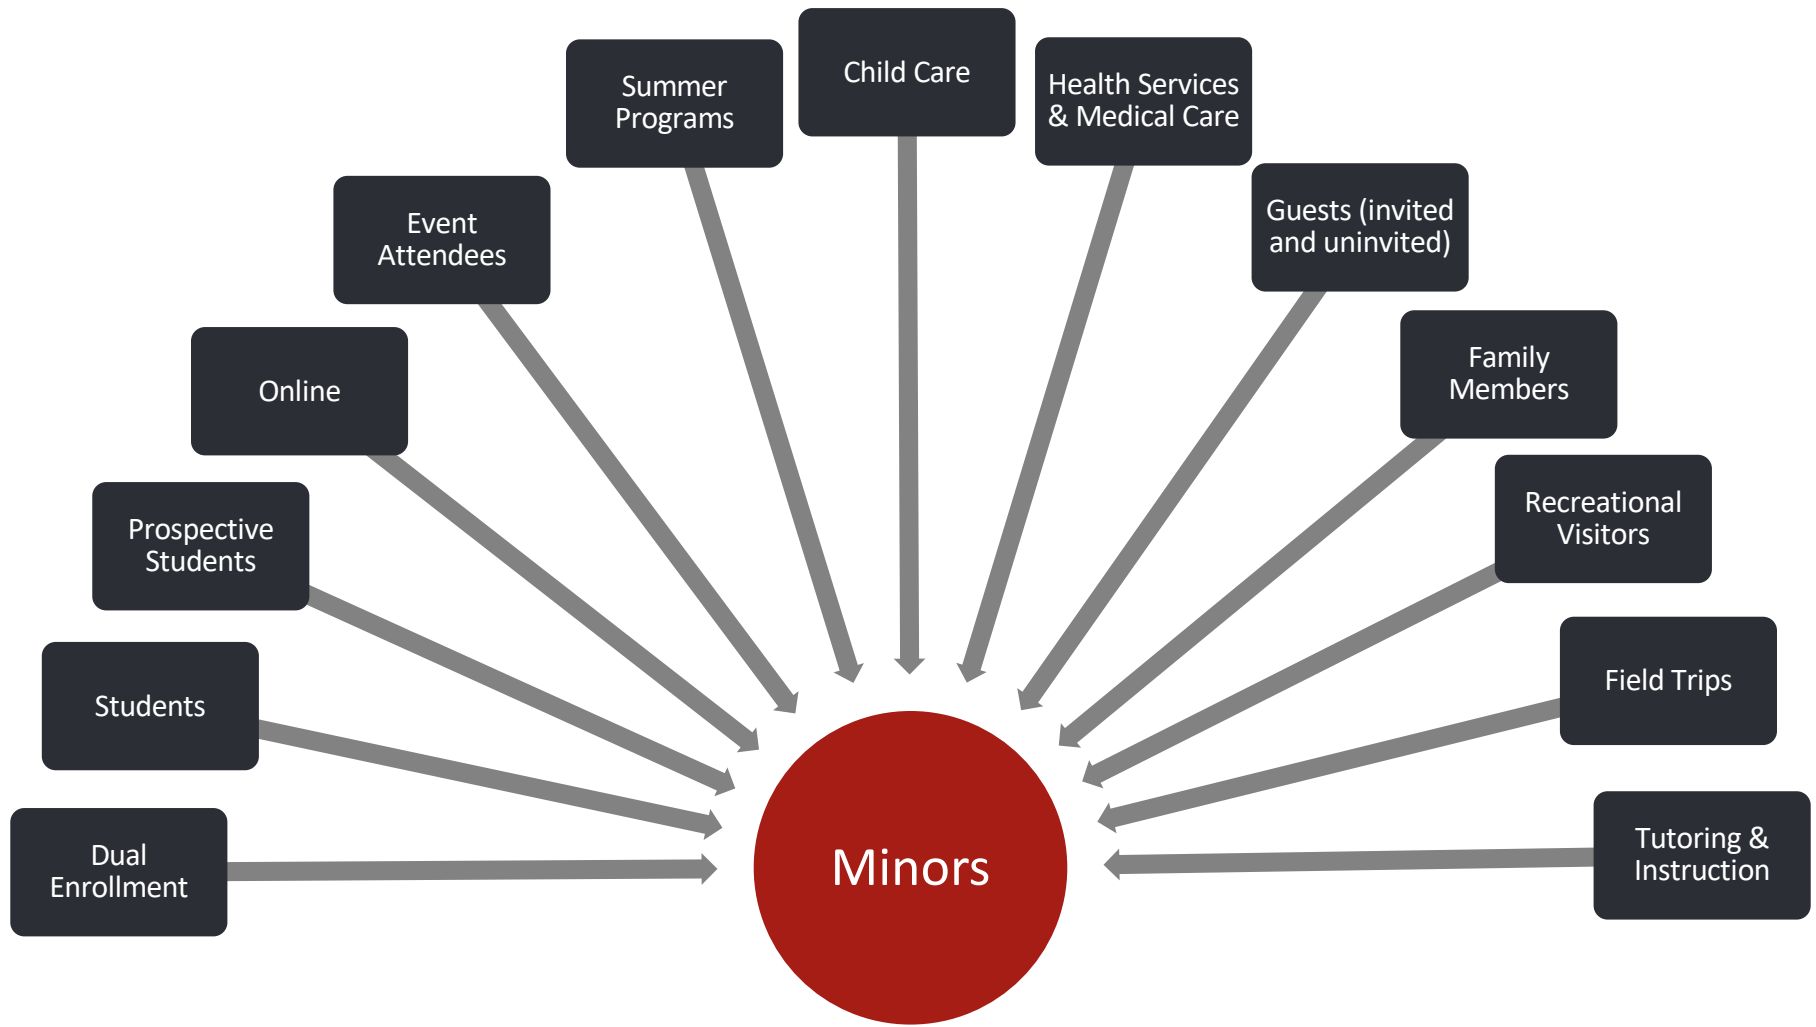 Child Care
Summer
Programs
Health Services
& Medical Care
Event
Attendees
Guests (invited
and uninvited)
Online
Family
Members
Prospective
Students
Recreational
Visitors
Students
Field Trips
Dual
Enrollment
Minors
Tutoring &
Instruction